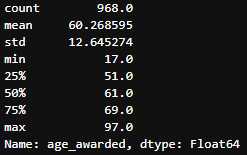 count 968.0
mean 60.268595
std 12.645274
min 17.0
25% 51.0
50% 61.0
75% 69.0
max 97.0
Name: age_awarded, dtype: Float64